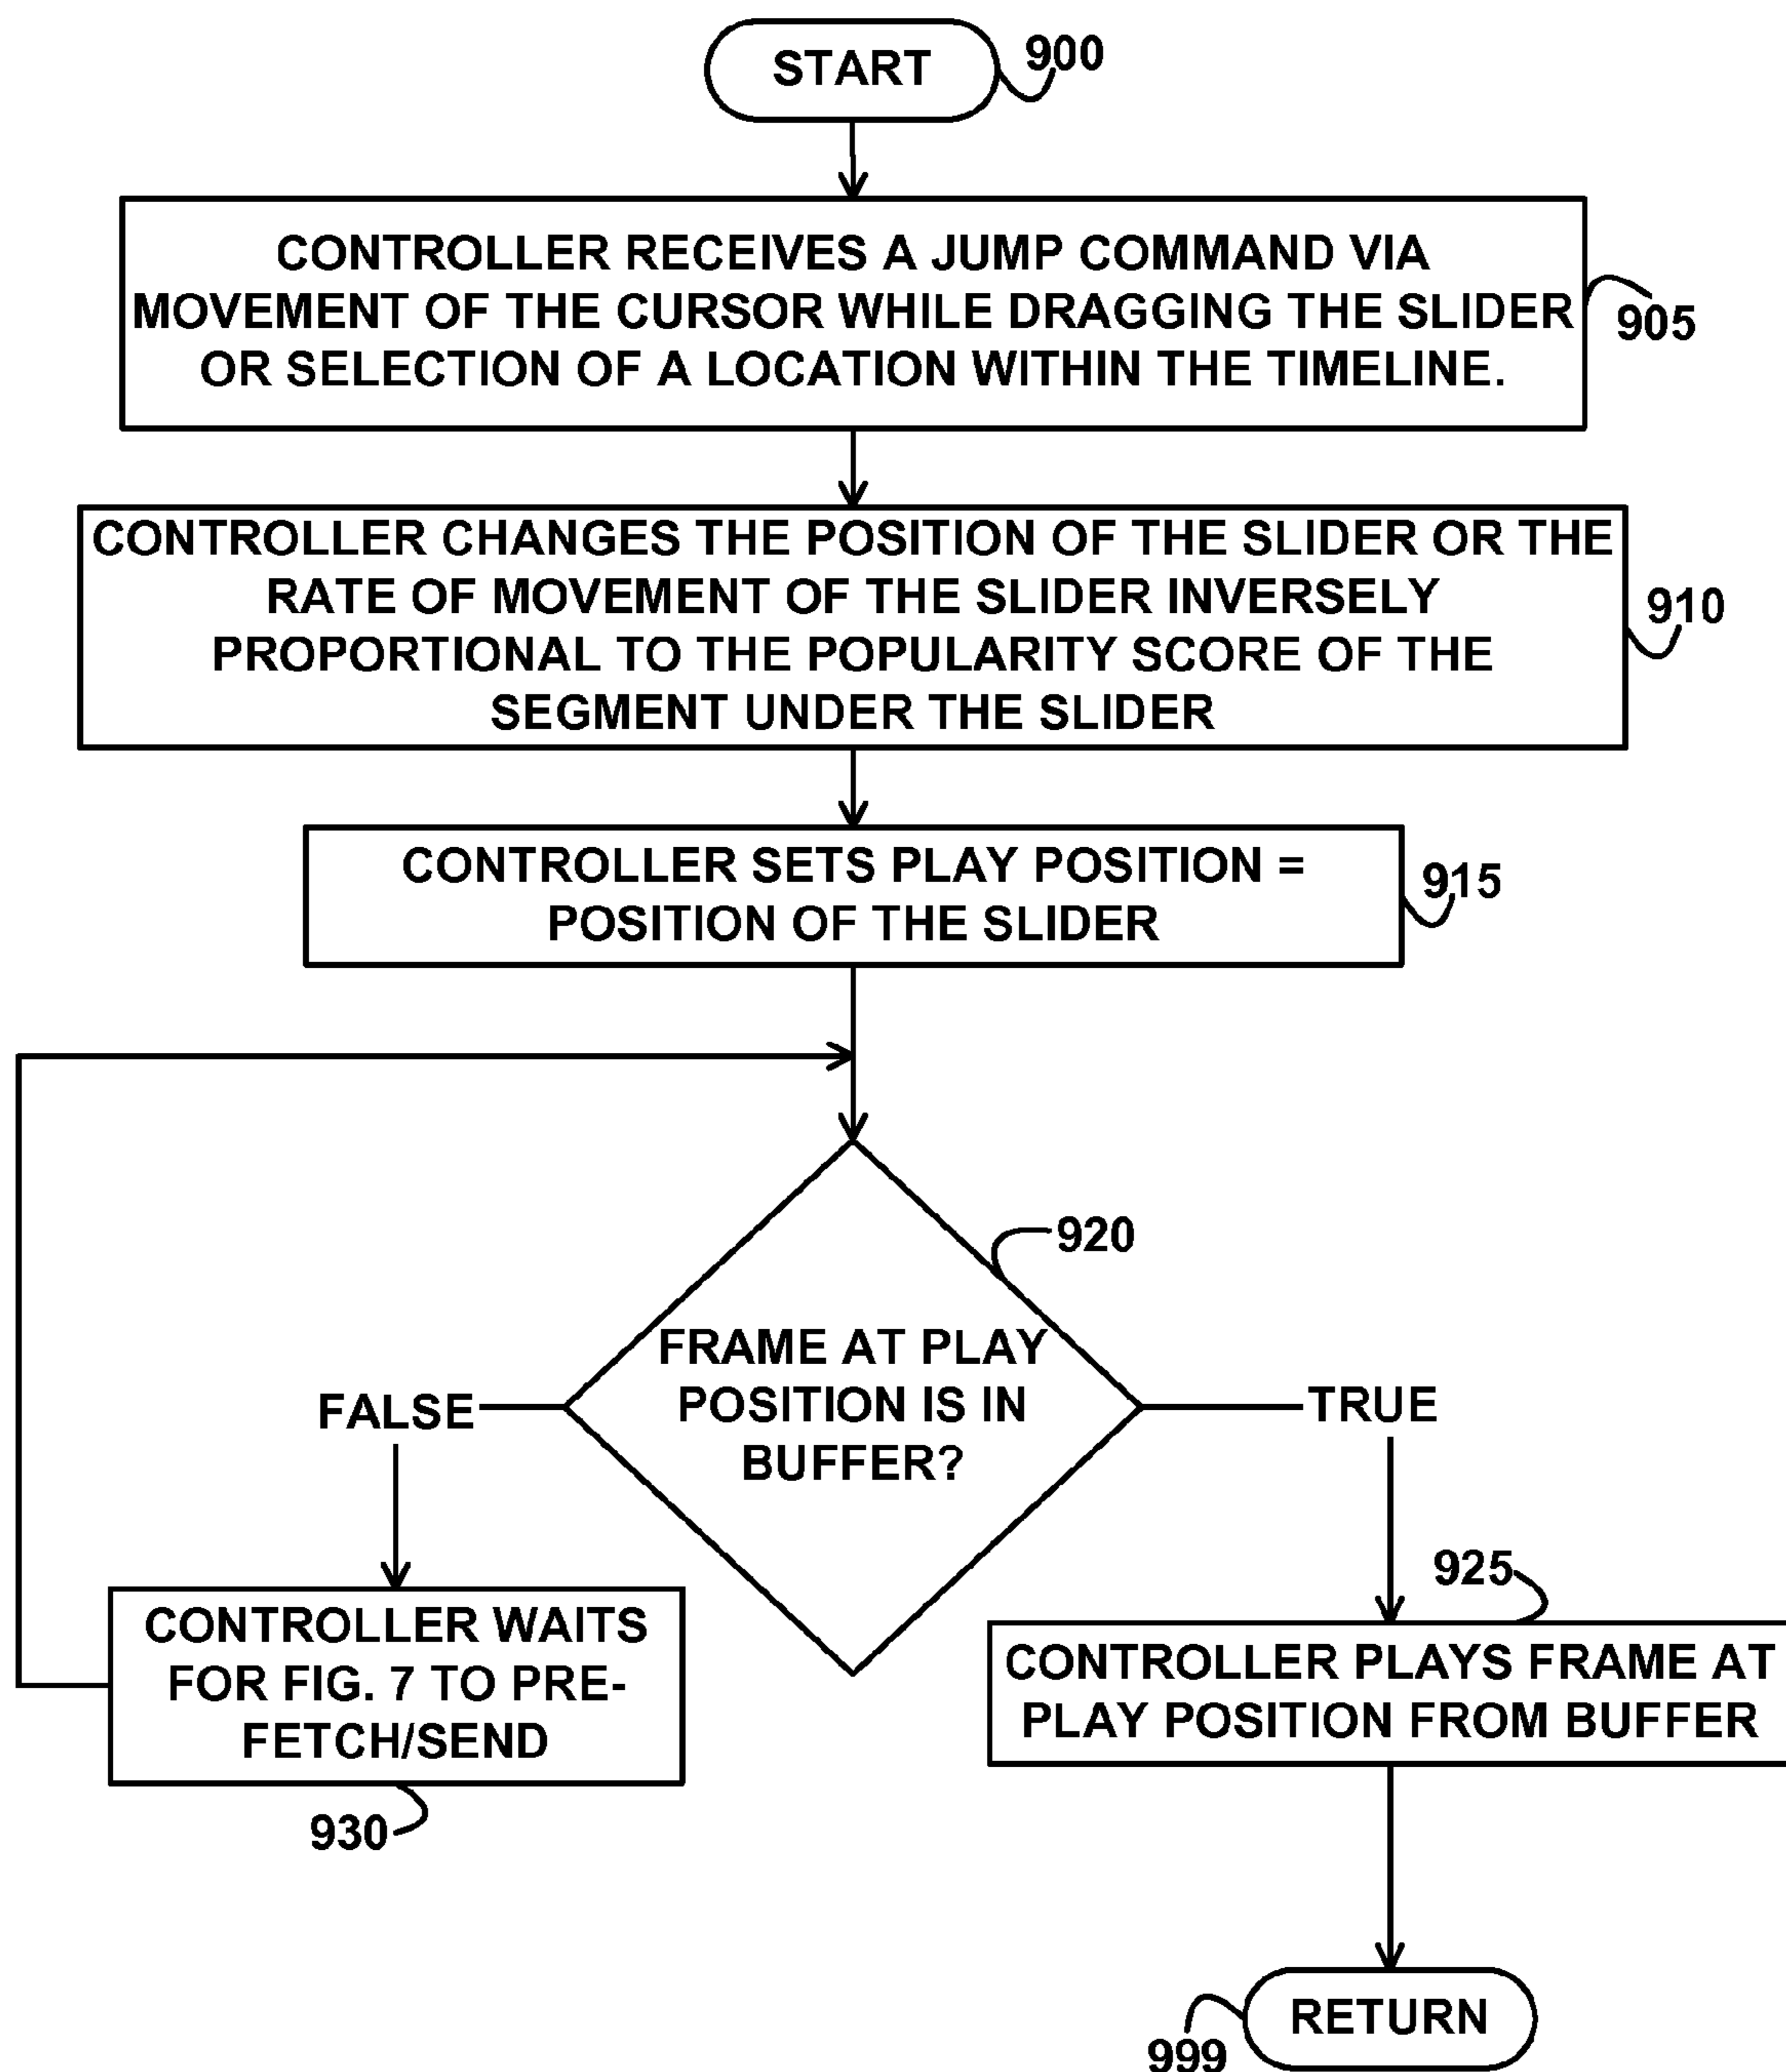 START
900
CONTROLLER RECEIVES A JUMP COMMAND VIA
MOVEMENT OF THE CURSOR WHILE DRAGGING THE SLIDER
OR SELECTION OF A LOCATION WITHIN THE TIMELINE.
905
CONTROLLER CHANGES THE POSITION OF THE SLIDER OR THE
RATE OF MOVEMENT OF THE SLIDER INVERSELY
PROPORTIONAL TO THE POPULARITY SCORE OF THE
SEGMENT UNDER THE SLIDER
910
CONTROLLER SETS PLAY POSITION =
POSITION OF THE SLIDER
915
920
FRAME AT PLAY
POSITION IS IN
BUFFER?
FALSE
TRUE
CONTROLLER WAITS
FOR FIG. 7 TO PRE-
FETCH/SEND
930
925
CONTROLLER PLAYS FRAME AT
PLAY POSITION FROM BUFFER
RETURN
999